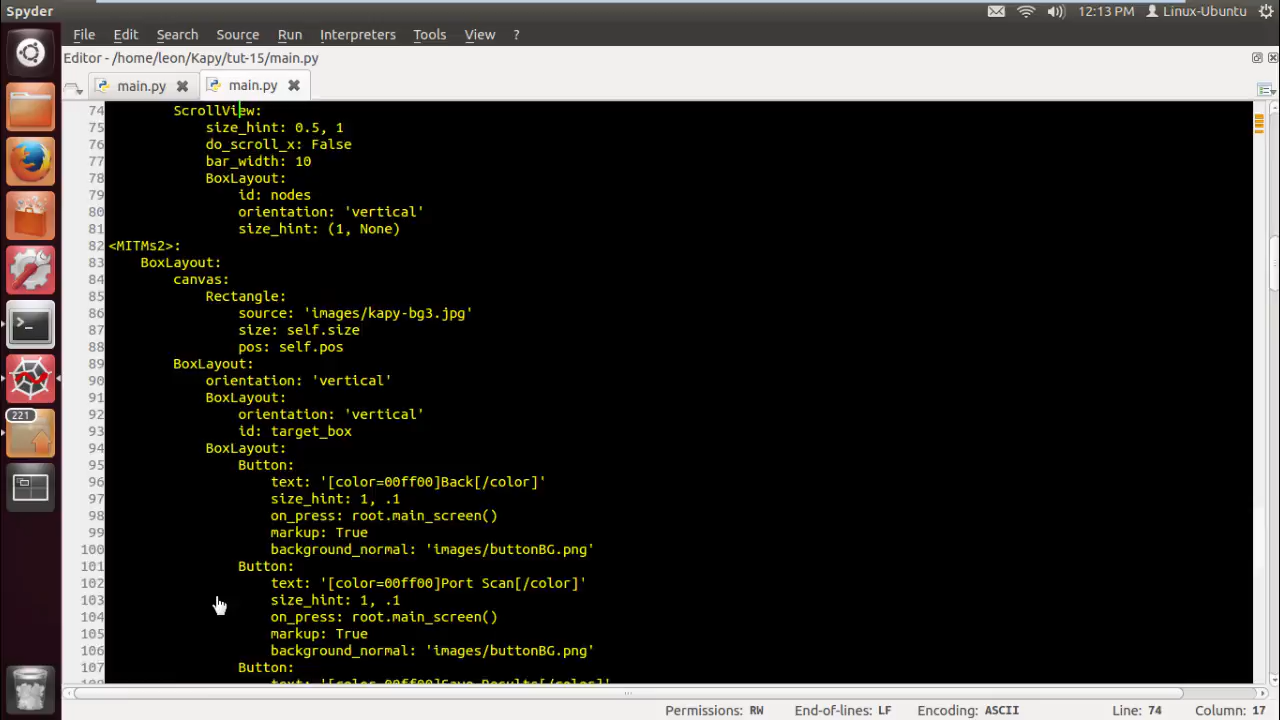 Spyder
12:13 PM
Linux-Ubuntu
File Edit Search Source Run Interpreters Tools View ?
Editor - /home/leon/Kapy/tut-15/main.py
main.py
main.py
74 ScrollView:
75 size_hint: 0.5, 1
76 do_scroll_x: False
77 bar_width: 10
78 BoxLayout:
79 id: nodes
80 orientation: 'vertical'
81 size_hint: (1, None)
82 <MITMs2>:
83 BoxLayout:
84 canvas:
85 Rectangle:
86 source: 'images/kapy-bg3.jpg'
87 size: self.size
88 pos: self.pos
89 BoxLayout:
90 orientation: 'vertical'
91 BoxLayout:
92 orientation: 'vertical'
93 id: target_box
94 BoxLayout:
95 Button:
96 text: '[color=00ff00]Back[/color]'
97 size_hint: 1, .1
98 on_press: root.main_screen()
99 markup: True
100 background_normal: 'images/buttonBG.png'
101 Button:
102 text: '[color=00ff00]Port Scan[/color]'
103 size_hint: 1, .1
104 on_press: root.main_screen()
105 markup: True
106 background_normal: 'images/buttonBG.png'
107 Button:
108 text: '[color=00ff00]Save Results[/color]'
221
Permissions: RW End-of-lines: LF Encoding: ASCII Line: 74 Column: 17